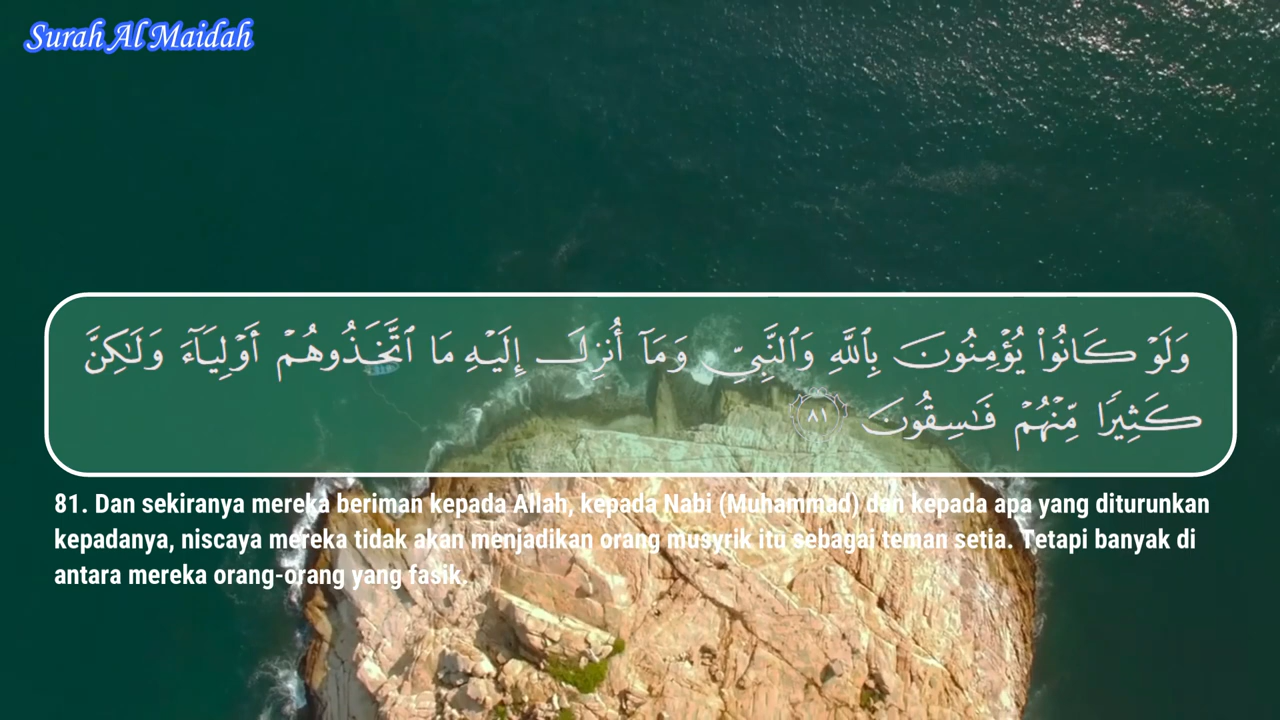 Surah Al Maidah
وَلَوْ كَانُوا۟ يُؤْمِنُونَ بِٱللَّهِ وَٱلنَّبِىِّ وَمَآ أُنزِلَ إِلَيْهِ مَا ٱتَّخَذُوهُمْ أَوْلِيَآءَ وَلَـٰكِنَّ
كَثِيرًا مِّنْهُمْ فَـٰسِقُونَ ٨١
81. Dan sekiranya mereka beriman kepada Allah, kepada Nabi (Muhammad) dan kepada apa yang diturunkan
kepadanya, niscaya mereka tidak akan menjadikan orang musyrik itu sebagai teman setia. Tetapi banyak di
antara mereka orang-orang yang fasik.